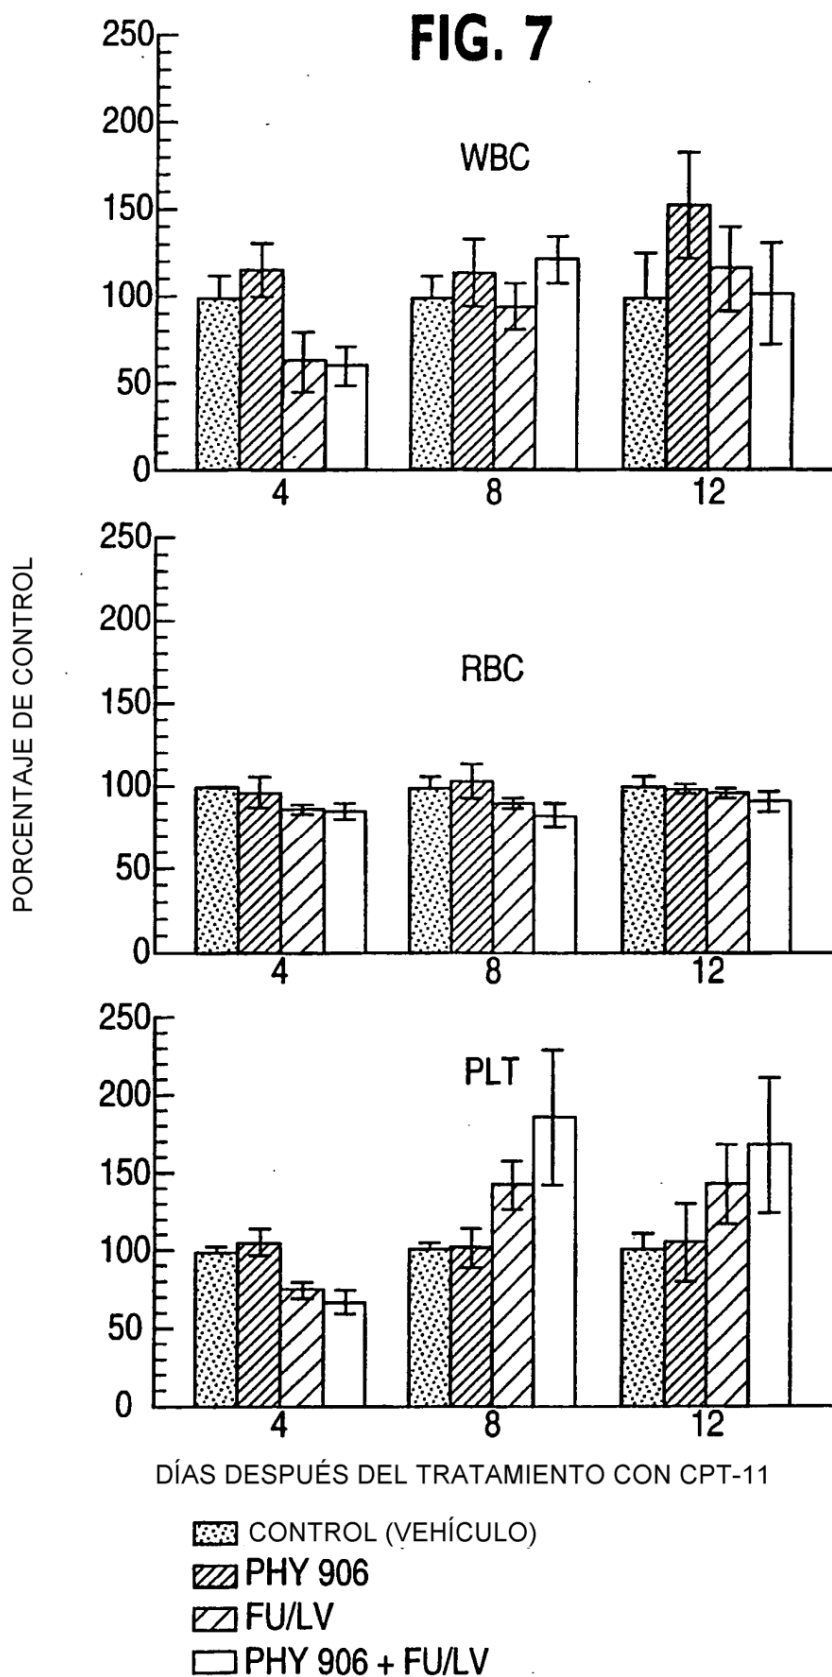 FIG. 7
WBC
250
200
150
100
50
0
4 8 12
RBC
250
200
150
100
50
0
4 8 12
PLT
250
200
150
100
50
0
4 8 12
PORCENTAJE DE CONTROL
DÍAS DESPUÉS DEL TRATAMIENTO CON CPT-11
CONTROL (VEHÍCULO)
PHY 906
FU/LV
PHY 906 + FU/LV